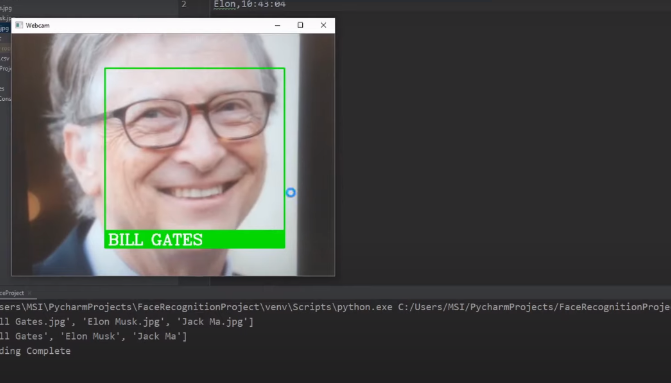 2 Elon,10:43:04
Webcam
BILL GATES
sers\MSI\PycharmProjects\FaceRecognitionProject\venv\Scripts\python.exe C:/Users/MSI/PycharmProjects/FaceRecognitionProje
ll Gates.jpg', 'Elon Musk.jpg', 'Jack Ma.jpg']
ll Gates', 'Elon Musk', 'Jack Ma']
ding Complete